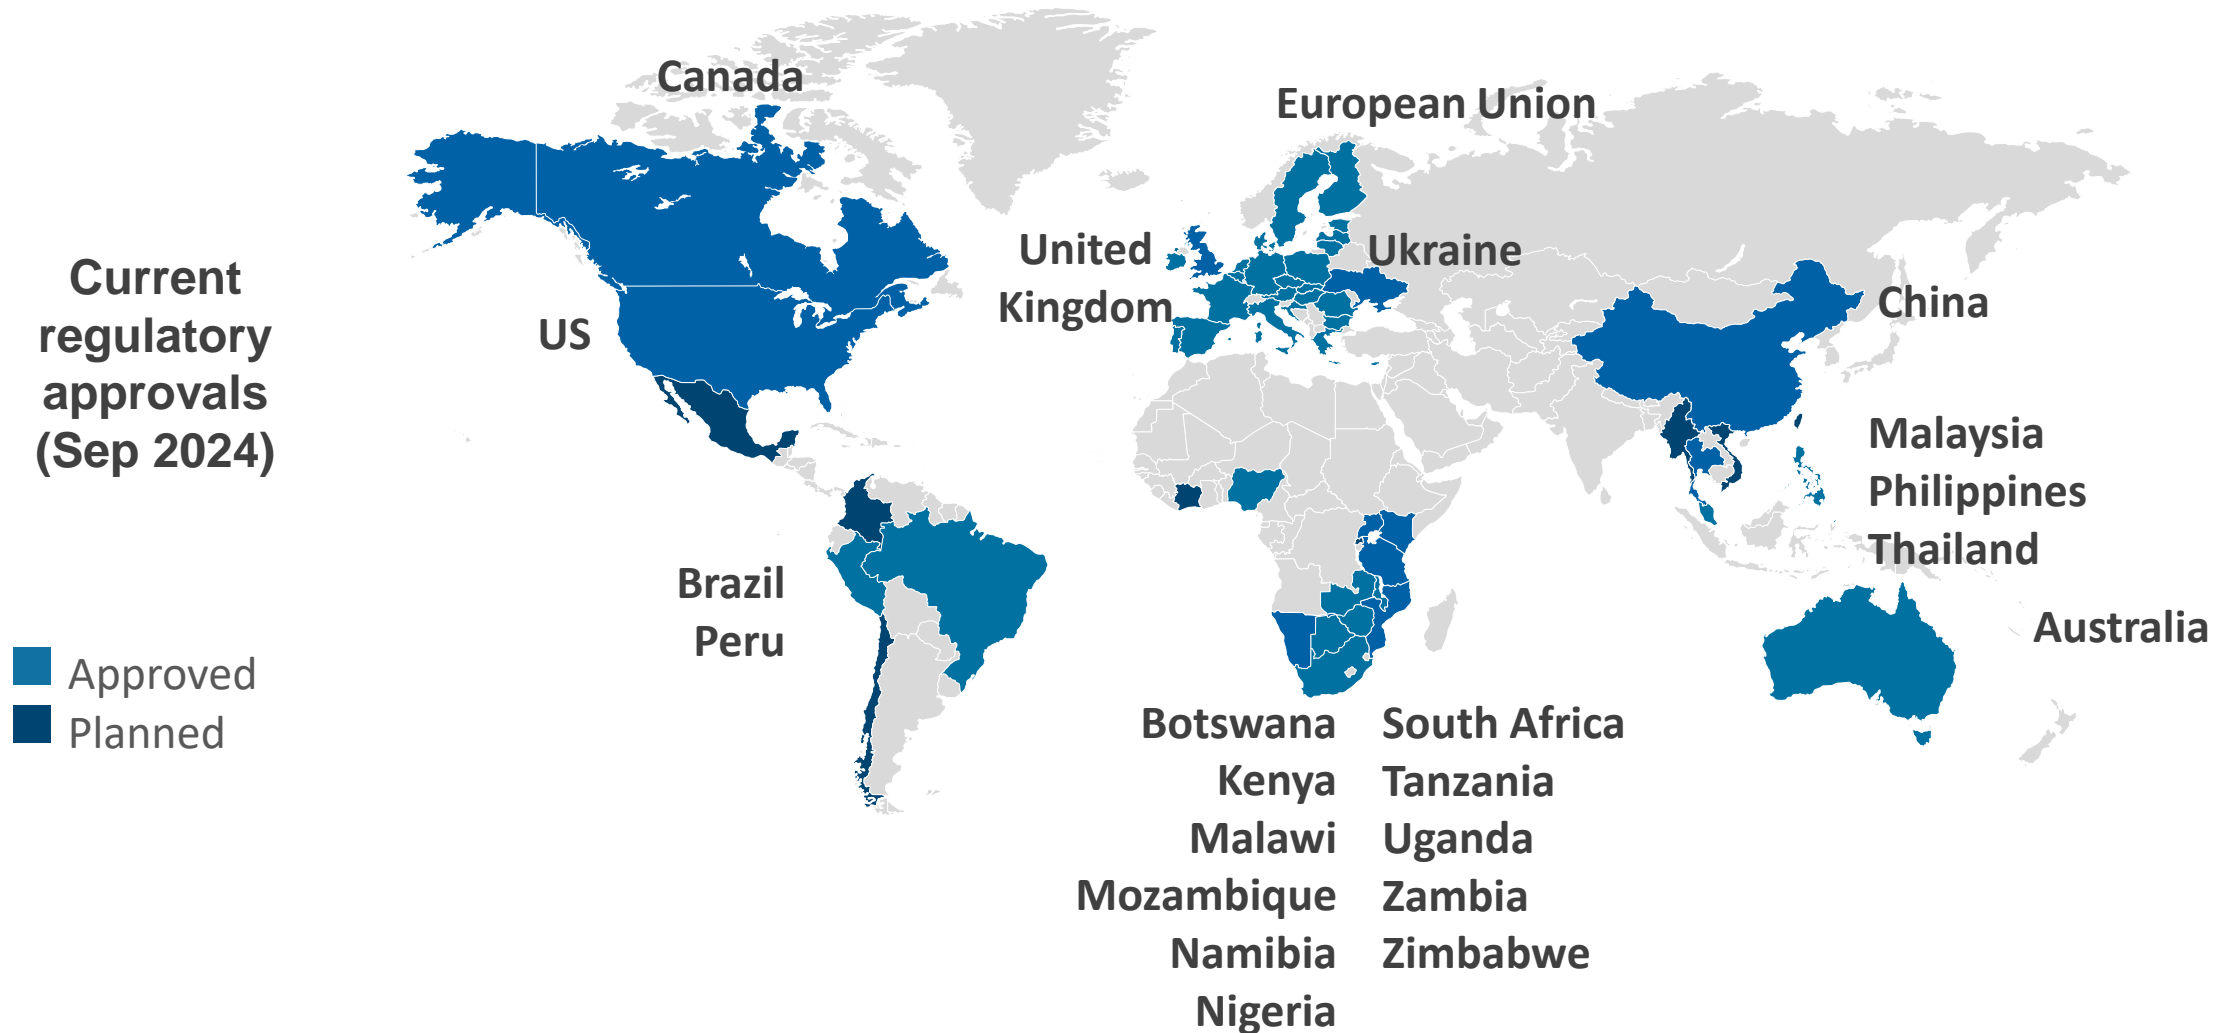 Canada
European Union
United
Kingdom
Ukraine
China
US
Current
regulatory
approvals
(Sep 2024)
Malaysia
Philippines
Thailand
Brazil
Peru
Australia
Approved
Planned
Botswana
Kenya
Malawi
Mozambique
Namibia
Nigeria
South Africa
Tanzania
Uganda
Zambia
Zimbabwe